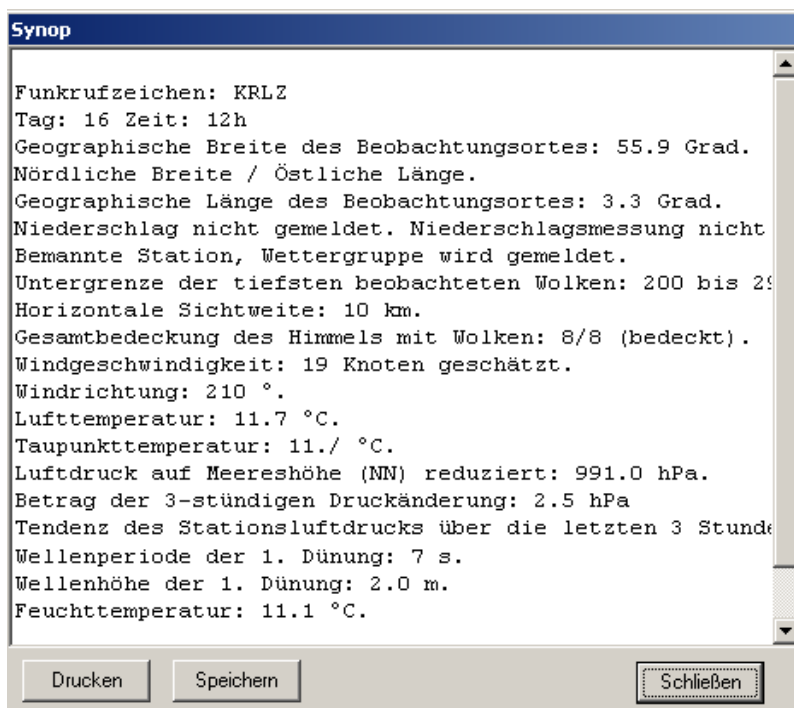 Synop
Funkrufzeichen: KRLZ
Tag: 16 Zeit: 12h
Geographische Breite des Beobachtungsortes: 55.9 Grad.
Nördliche Breite / Östliche Länge.
Geographische Länge des Beobachtungsortes: 3.3 Grad.
Niederschlag nicht gemeldet. Niederschlagsmessung nicht
Bemannte Station, Wettergruppe wird gemeldet.
Untergrenze der tiefsten beobachteten Wolken: 200 bis
Horizontale Sichtweite: 10 km.
Gesamtbedeckung des Himmels mit Wolken: 8/8 (bedeckt).
Windgeschwindigkeit: 19 Knoten geschätzt.
Windrichtung: 210 °.
Lufttemperatur: 11.7 °C.
Taupunkttemperatur: 11./ °C.
Luftdruck auf Meereshöhe (NN) reduziert: 991.0 hPa.
Betrag der 3-stündigen Druckänderung: 2.5 hPa
Tendenz des Stationsluftdrucks über die letzten 3
Wellenperiode der 1. Dünung: 7 s.
Wellenhöhe der 1. Dünung: 2.0 m.
Feuchttemperatur: 11.1 °C.
Drucken Speichern Schließen